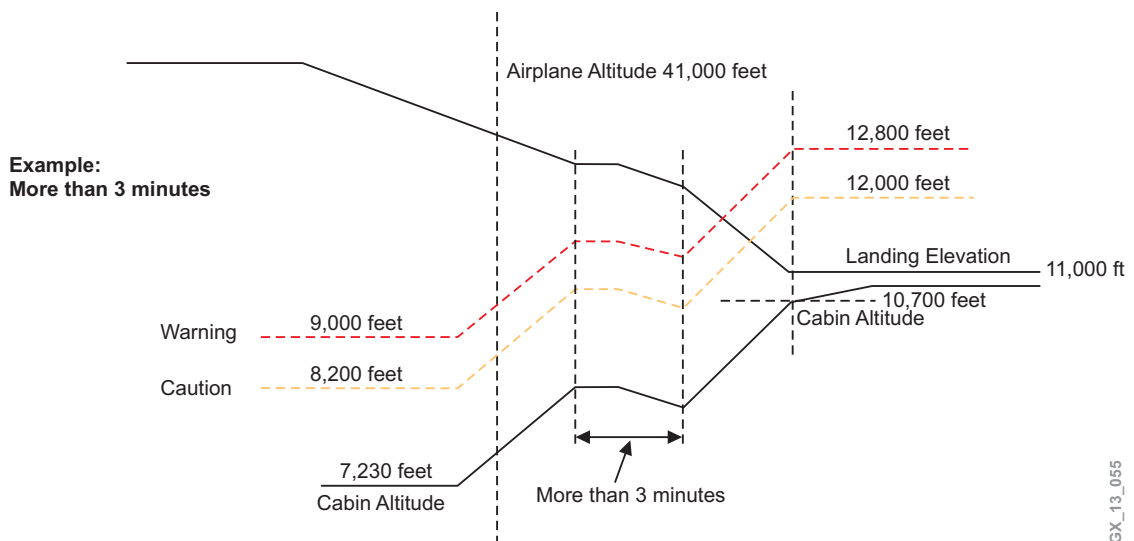 Airplane Altitude 41,000 feet
12,800 feet
Example:
More than 3 minutes
12,000 feet
Landing Elevation
11,000 ft
10,700 feet
Cabin Altitude
Warning
9,000 feet
Caution
8,200 feet
7,230 feet
Cabin Altitude
More than 3 minutes
GX_13_055